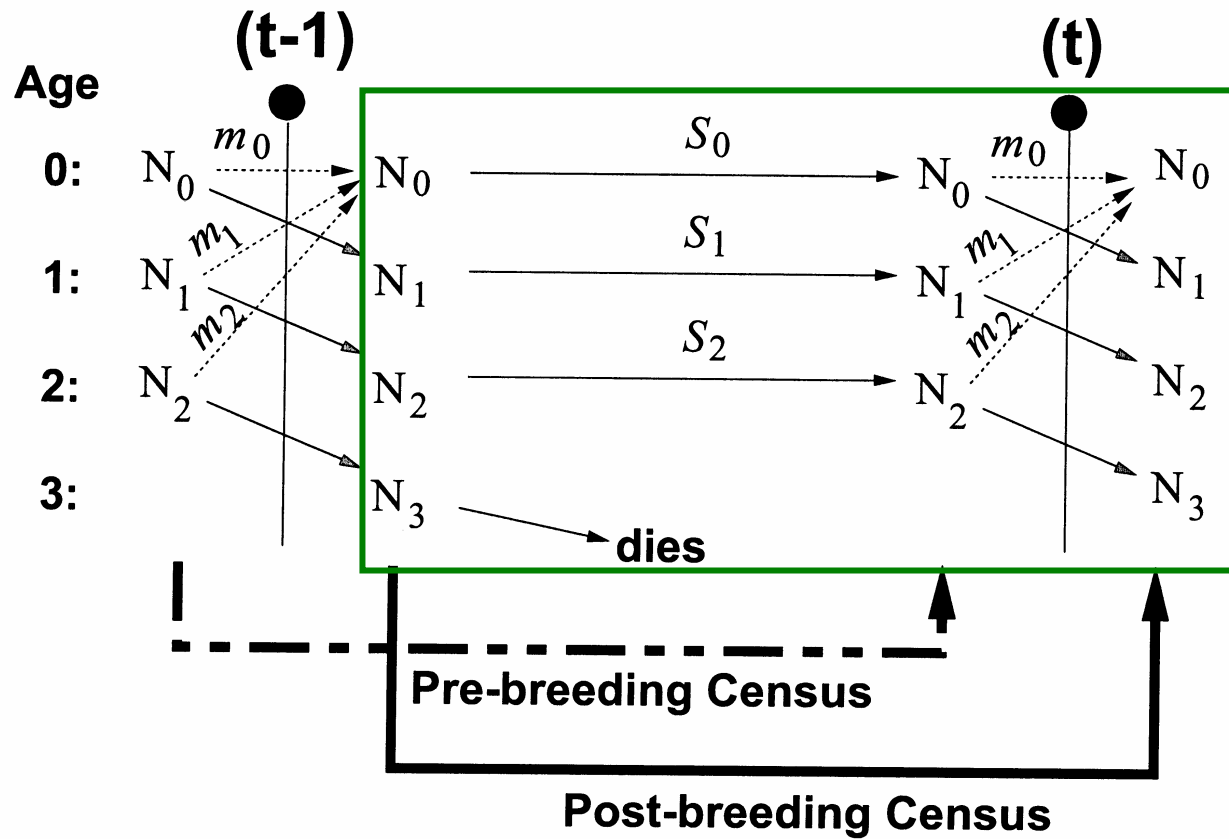 (t-1) (t)
Age
0: N0 m0 N0 S0 N0 m0 N0
1: N1 m1 N1 S1 N1 m1 N1
2: N2 m2 N2 S2 N2 m2 N2
3: N3 dies N3
Pre-breeding Census
Post-breeding Census